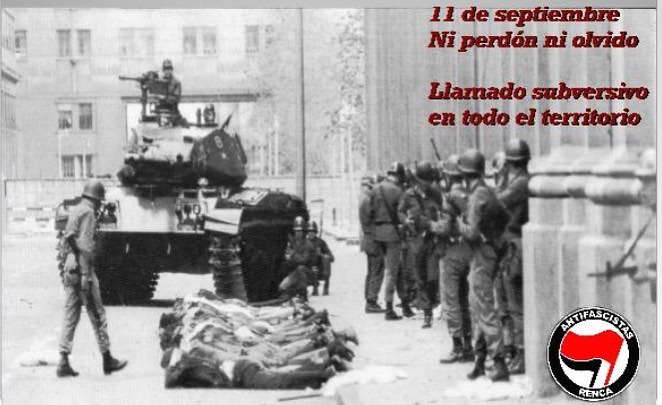 11 de septiembre
Ni perdón ni olvido
Llamado subversivo
en todo el territorio
ANTIFASCISTAS
RENCA